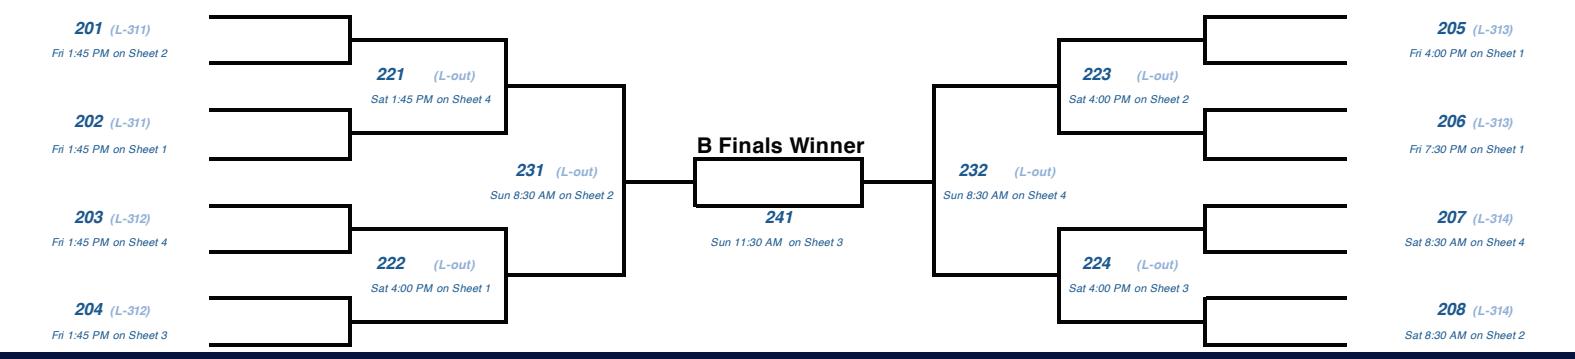 201 (L-311)
Fri 1:45 PM on Sheet 2
202 (L-311)
Fri 1:45 PM on Sheet 1
203 (L-312)
Fri 1:45 PM on Sheet 4
204 (L-312)
Fri 1:45 PM on Sheet 3
221 (L-out)
Sat 1:45 PM on Sheet 4
222 (L-out)
Sat 4:00 PM on Sheet 1
231 (L-out)
Sun 8:30 AM on Sheet 2
B Finals Winner
241
Sun 11:30 AM on Sheet 3
232 (L-out)
Sun 8:30 AM on Sheet 4
223 (L-out)
Sat 4:00 PM on Sheet 2
224 (L-out)
Sat 4:00 PM on Sheet 3
205 (L-313)
Fri 4:00 PM on Sheet 1
206 (L-313)
Fri 7:30 PM on Sheet 1
207 (L-314)
Sat 8:30 AM on Sheet 4
208 (L-314)
Sat 8:30 AM on Sheet 2